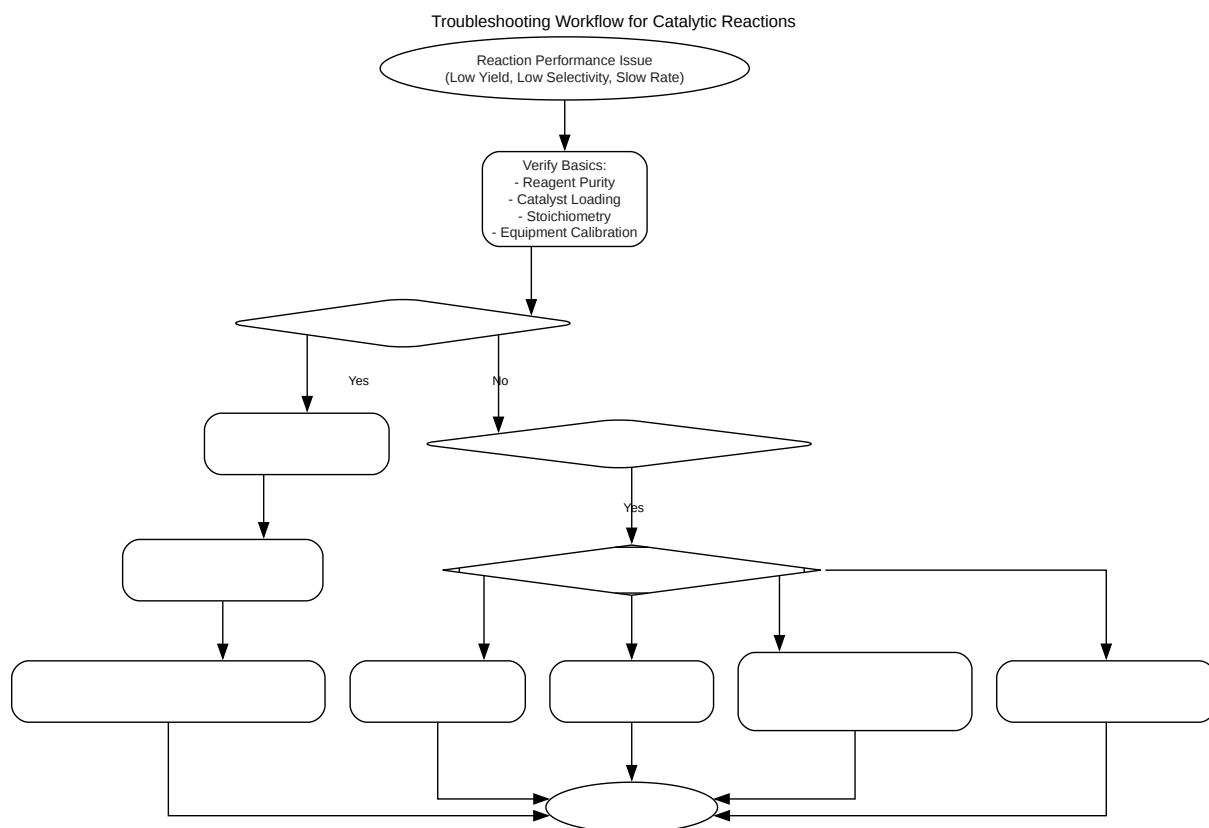 Troubleshooting Workflow for Catalytic Reactions
Reaction Performance Issue
(Low Yield, Low Selectivity, Slow Rate)
Verify Basics:
- Reagent Purity
- Catalyst Loading
- Stoichiometry
- Equipment Calibration
Yes
No
Yes